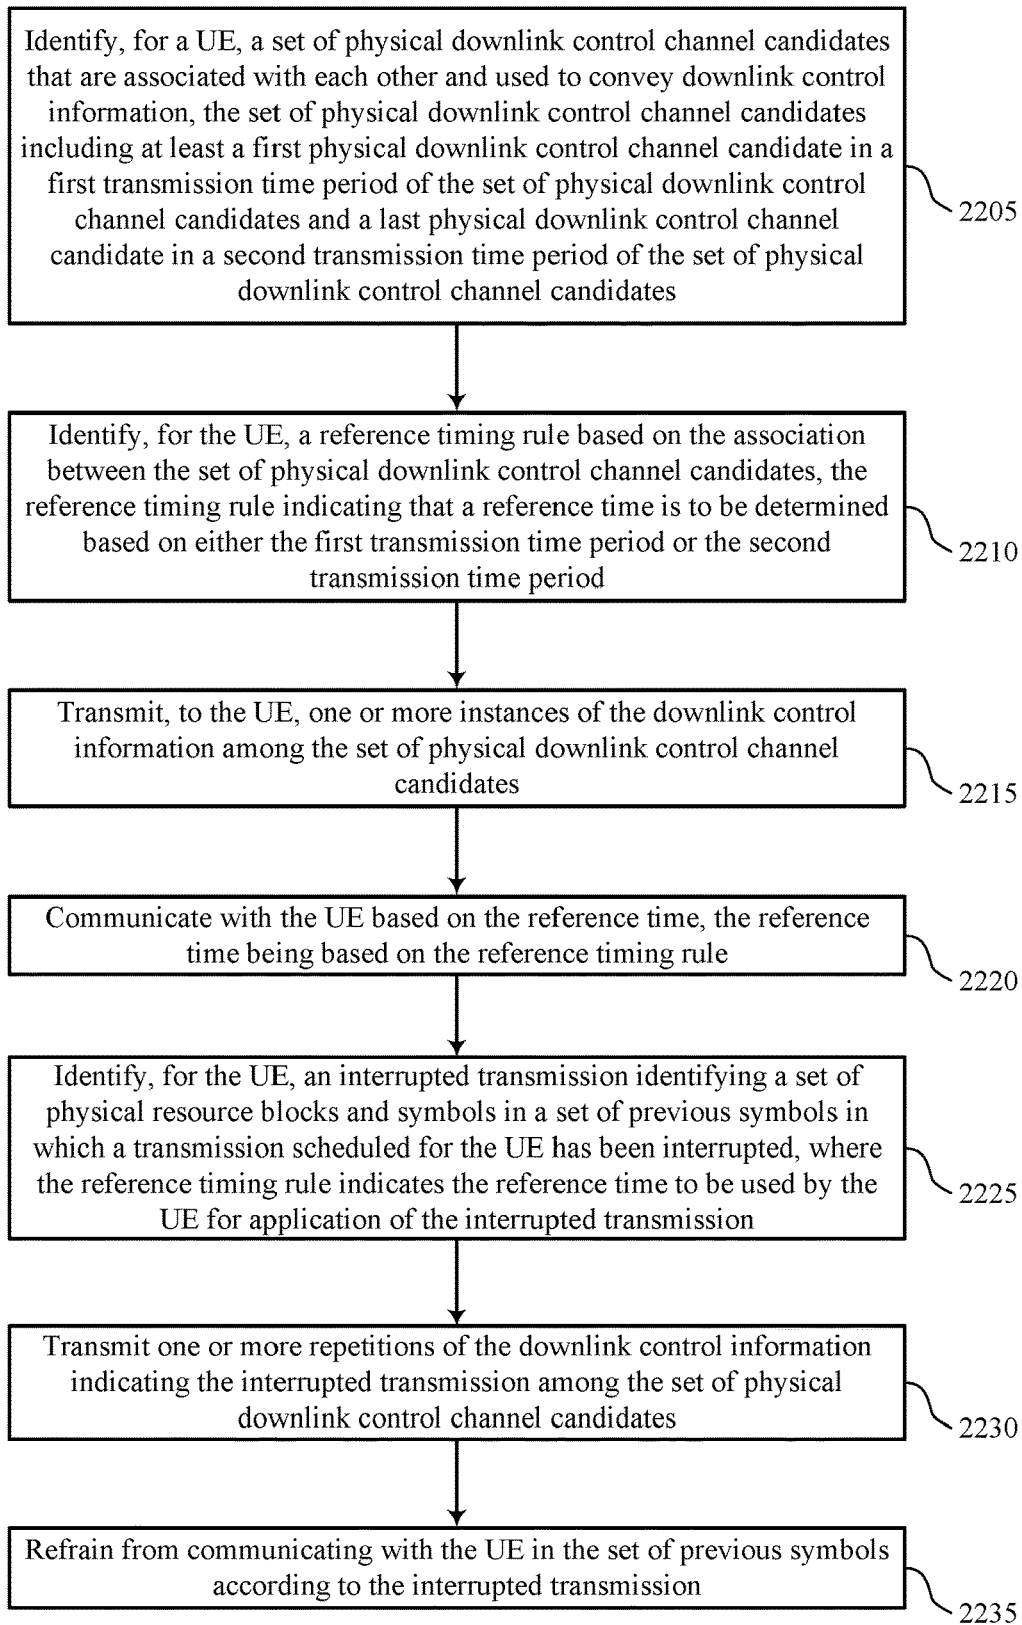 Identify, for a UE, a set of physical downlink control channel candidates
that are associated with each other and used to convey downlink control
information, the set of physical downlink control channel candidates
including at least a first physical downlink control channel candidate in a
first transmission time period of the set of physical downlink control
channel candidates and a last physical downlink control channel
candidate in a second transmission time period of the set of physical
downlink control channel candidates
2205
Identify, for the UE, a reference timing rule based on the association
between the set of physical downlink control channel candidates, the
reference timing rule indicating that a reference time is to be determined
based on either the first transmission time period or the second
transmission time period
2210
Transmit, to the UE, one or more instances of the downlink control
information among the set of physical downlink control channel
candidates
2215
Communicate with the UE based on the reference time, the reference
time being based on the reference timing rule
2220
Identify, for the UE, an interrupted transmission identifying a set of
physical resource blocks and symbols in a set of previous symbols in
which a transmission scheduled for the UE has been interrupted, where
the reference timing rule indicates the reference time to be used by the
UE for application of the interrupted transmission
2225
Transmit one or more repetitions of the downlink control information
indicating the interrupted transmission among the set of physical
downlink control channel candidates
2230
Refrain from communicating with the UE in the set of previous symbols
according to the interrupted transmission
2235